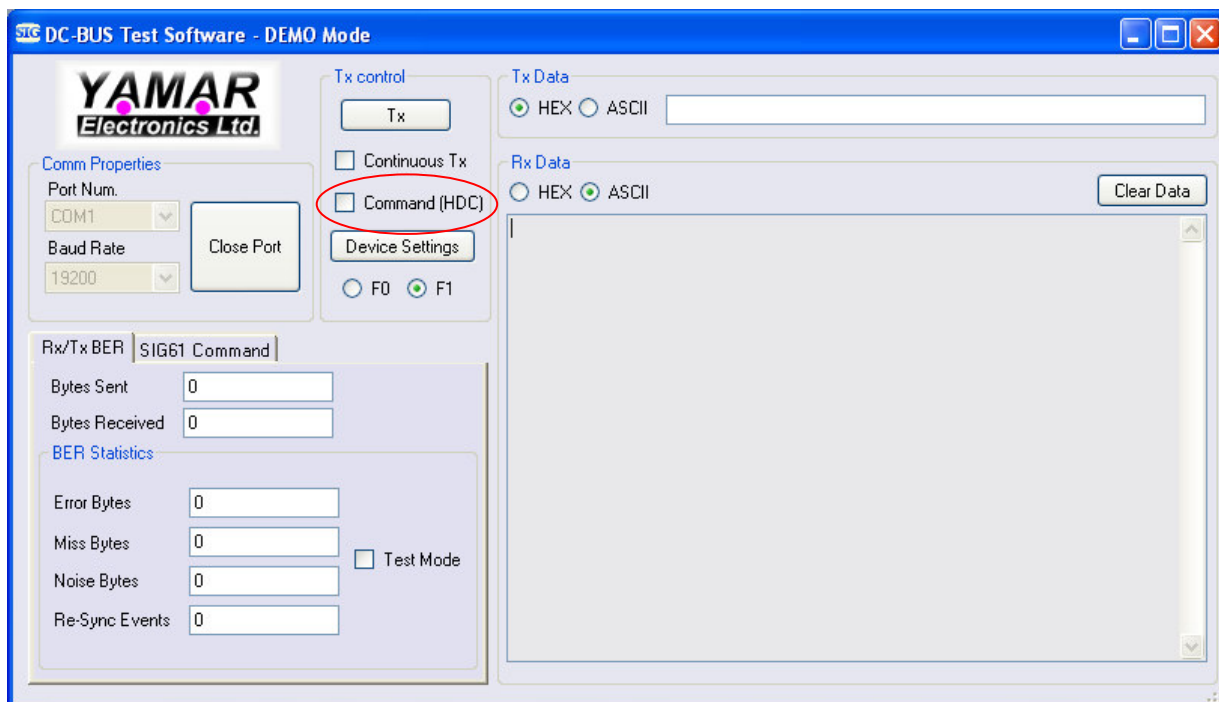 SIG DC-BUS Test Software - DEMO Mode
YAMAR
Electronics Ltd.
Comm Properties
Port Num.
COM1
Baud Rate
19200
Close Port
Tx control
Tx
Continuous Tx
Command (HDC)
Device Settings
F0 F1
Tx Data
HEX ASCII
Rx Data
HEX ASCII
Clear Data
Rx/Tx BER SIG61 Command
Bytes Sent 0
Bytes Received 0
BER Statistics
Error Bytes 0
Miss Bytes 0
Noise Bytes 0
Re-Sync Events 0
Test Mode